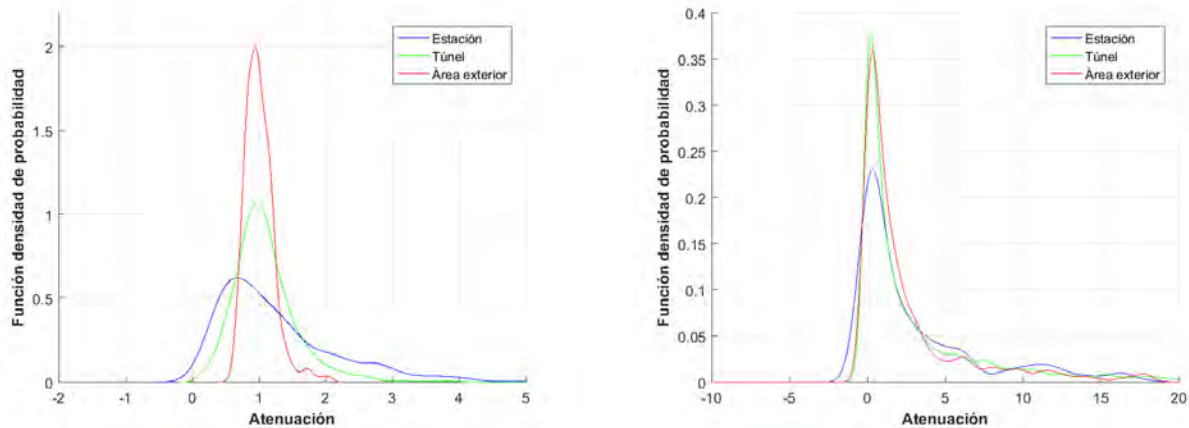 Función densidad de probabilidad
2
1.5
1
0.5
0
-2
-1
0
1
2
3
4
5
Atenuación
Estación
Túnel
Àrea exterior
Función densidad de probabilidad
0.4
0.35
0.3
0.25
0.2
0.15
0.1
0.05
0
-10
-5
0
5
10
15
20
Atenuación
Estación
Túnel
Àrea exterior